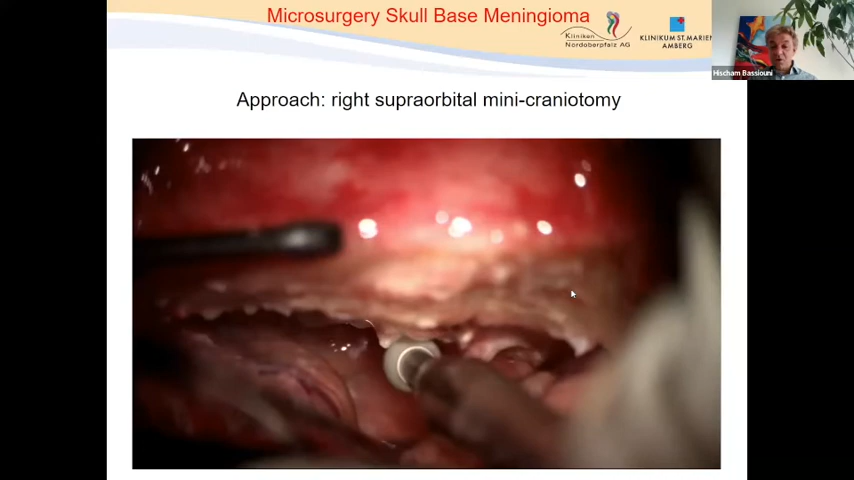 Microsurgery Skull Base Meningioma
Kliniken
Nordoberpfalz AG
KLINIKUM ST. MARIEN
AMBERG
Hischam Bassiouni
Approach: right supraorbital mini-craniotomy